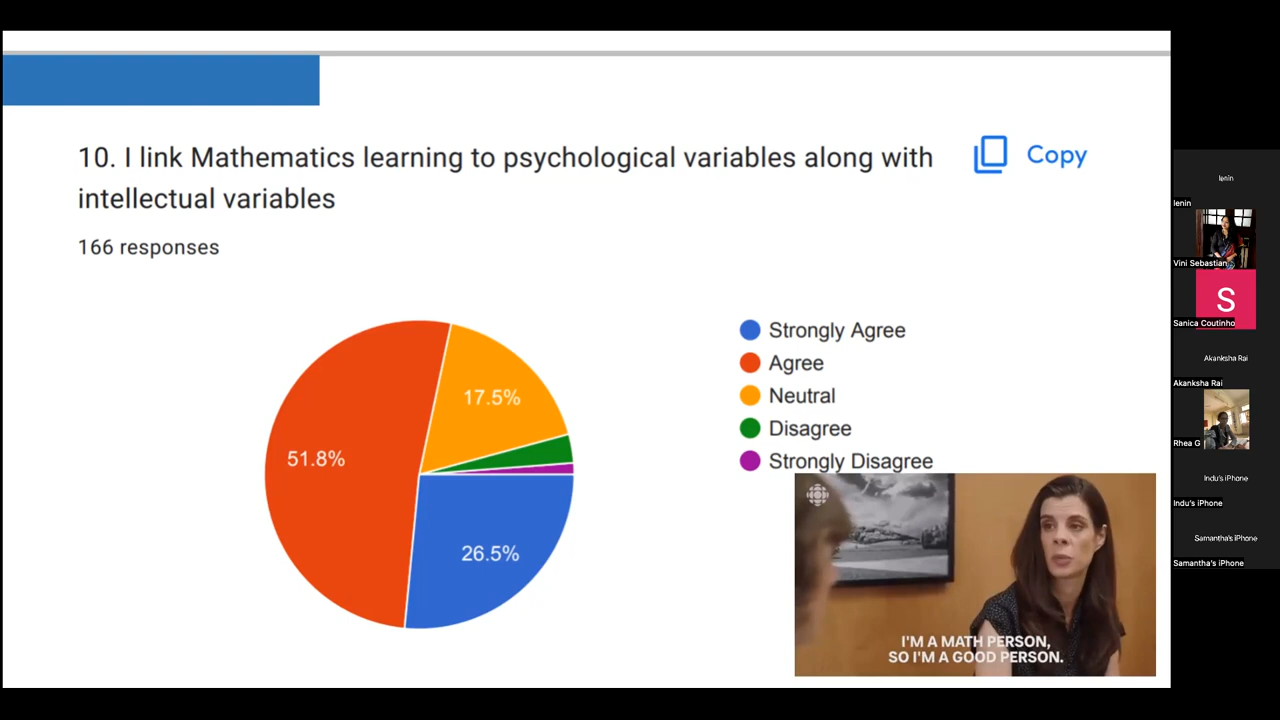 10. I link Mathematics learning to psychological variables along with
intellectual variables
Copy
166 responses
Strongly Agree
Agree
Neutral
Disagree
Strongly Disagree
17.5%
51.8%
26.5%
I'M A MATH PERSON,
SO I'M A GOOD PERSON.
lenin
lenin
Vini Sebastian
S
Sanica Coutinho
Akanksha Rai
Akanksha Rai
Rhea G
Indu's iPhone
Indu's iPhone
Samantha's iPhone
Samantha's iPhone